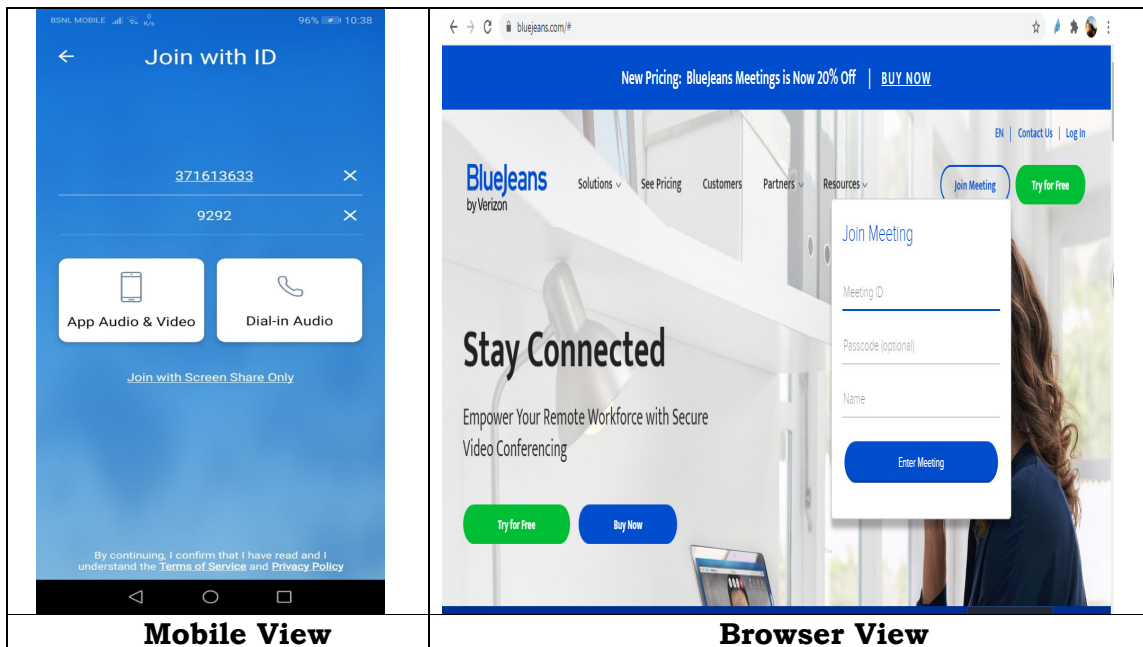 BSNL MOBILE 0 K/s 96% 10:38
Join with ID
371613633
9292
App Audio & Video Dial-in Audio
Join with Screen Share Only
By continuing, I confirm that I have read and I
understand the Terms of Service and Privacy Policy
Mobile View
bluejeans.com/#
New Pricing: BlueJeans Meetings is Now 20% Off | BUY NOW
EN | Contact Us | Log In
BlueJeans
by Verizon
Solutions See Pricing Customers Partners Resources Join Meeting Try for Free
Join Meeting
Meeting ID
Passcode (optional)
Name
Enter Meeting
Stay Connected
Empower Your Remote Workforce with Secure
Video Conferencing
Try for Free Buy Now
Browser View